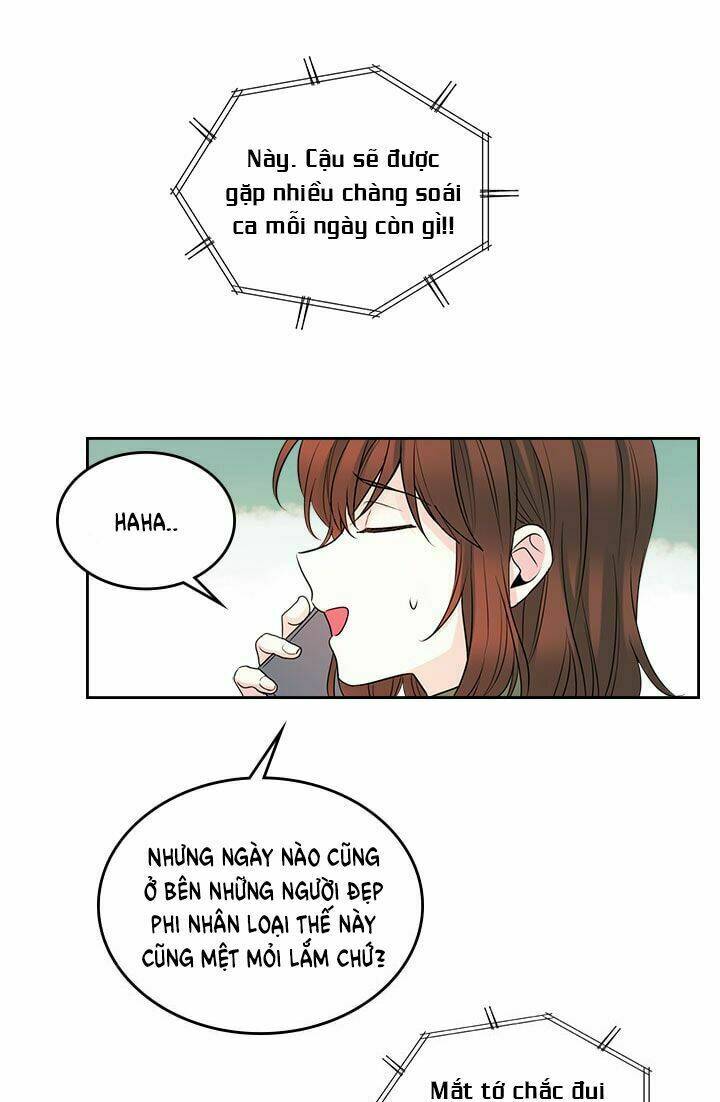 Này. Cậu sẽ được
gặp nhiều chàng soái
ca mỗi ngày còn gì!!
HAHA..
NHƯNG NGÀY NÀO CŨNG
Ở BÊN NHỮNG NGƯỜI ĐẸP
PHI NHÂN LOẠI THẾ NÀY
CŨNG MỆT MỎI LẮM CHỨ?
Mắt tớ chắc đui